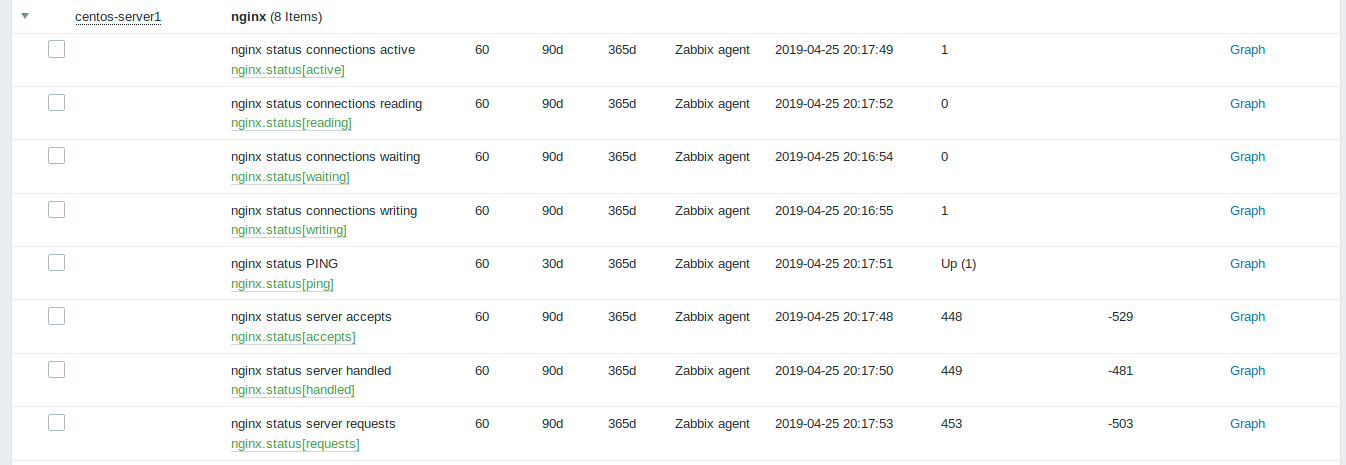 centos-server1 nginx (8 Items)
nginx status connections active 60 90d 365d Zabbix agent 2019-04-25 20:17:49 1 Graph
nginx.status[active]
nginx status connections reading 60 90d 365d Zabbix agent 2019-04-25 20:17:52 0 Graph
nginx.status[reading]
nginx status connections waiting 60 90d 365d Zabbix agent 2019-04-25 20:16:54 0 Graph
nginx.status[waiting]
nginx status connections writing 60 90d 365d Zabbix agent 2019-04-25 20:16:55 1 Graph
nginx.status[writing]
nginx status PING 60 30d 365d Zabbix agent 2019-04-25 20:17:51 Up (1) Graph
nginx.status[ping]
nginx status server accepts 60 90d 365d Zabbix agent 2019-04-25 20:17:48 448 -529 Graph
nginx.status[accepts]
nginx status server handled 60 90d 365d Zabbix agent 2019-04-25 20:17:50 449 -481 Graph
nginx.status[handled]
nginx status server requests 60 90d 365d Zabbix agent 2019-04-25 20:17:53 453 -503 Graph
nginx.status[requests]